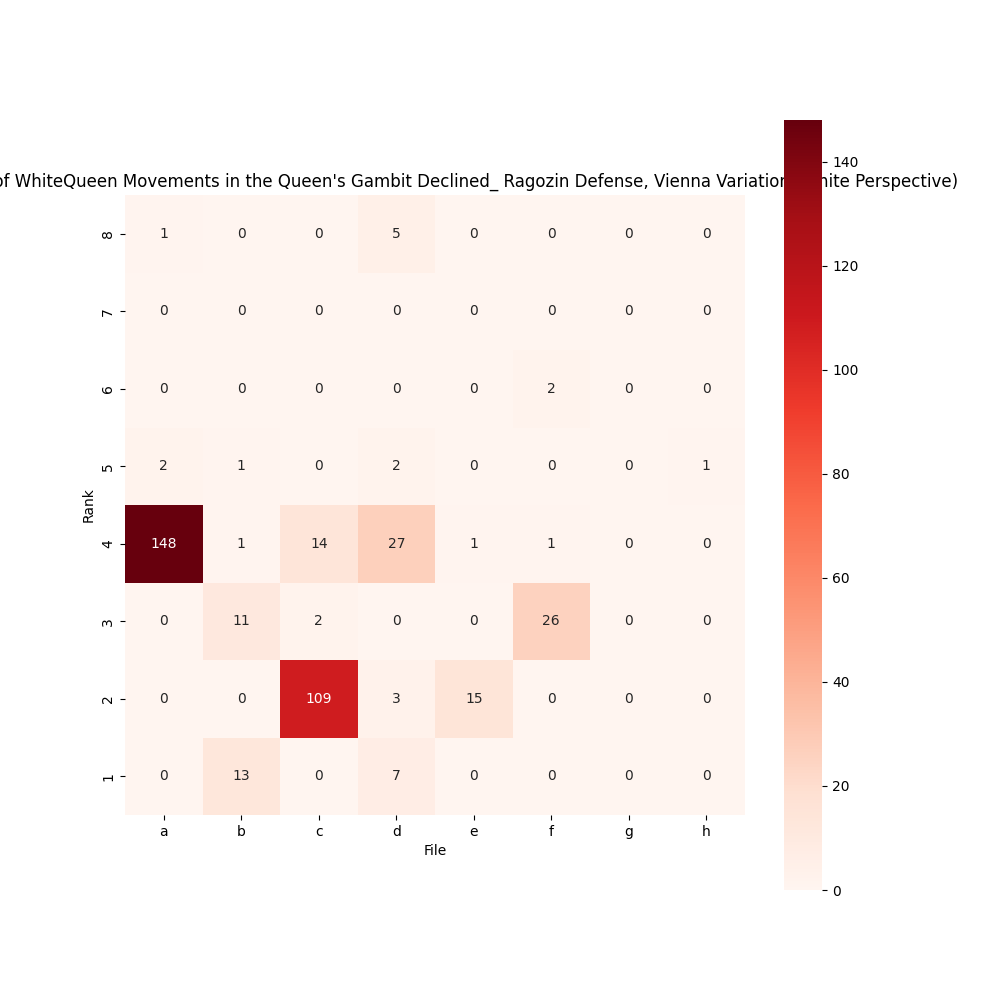 of WhiteQueen Movements in the Queen's Gambit Declined_ Ragozin Defense, Vienna Variation nite Perspective)
140
120
100
80
60
40
20
0
Rank
8 1 0 0 5 0 0 0 0
7 0 0 0 0 0 0 0 0
6 0 0 0 0 0 2 0 0
5 2 1 0 2 0 0 0 1
4 148 1 14 27 1 1 0 0
3 0 11 2 0 0 26 0 0
2 0 0 109 3 15 0 0 0
1 0 13 0 7 0 0 0 0
a b c d e f g h
File